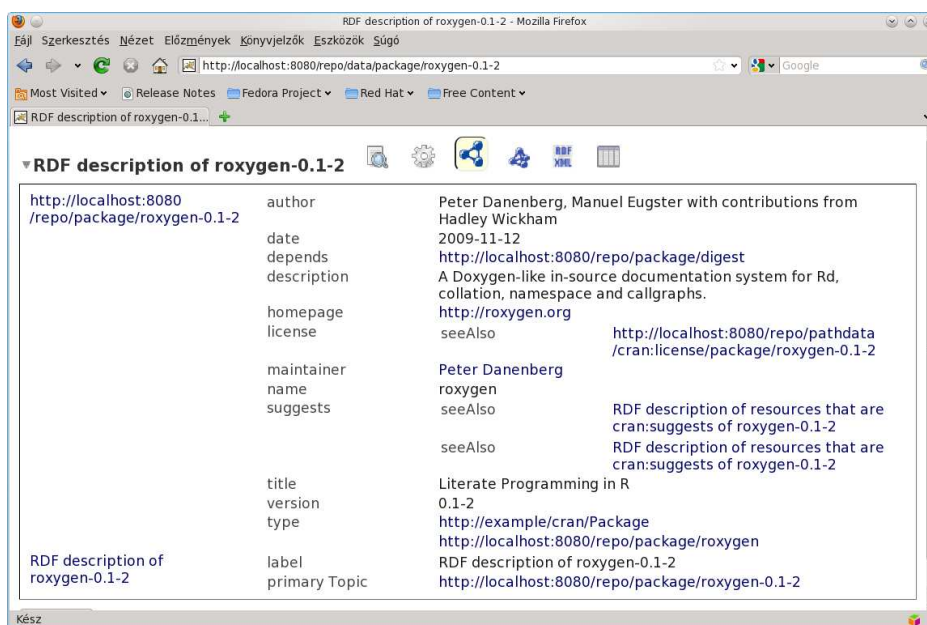 RDF description of roxygen-0.1-2 - Mozilla Firefox
Fájl Szerkesztés Nézet Előzmények Könyvjelzők Eszközök Súgó
http://localhost:8080/repo/data/package/roxygen-0.1-2 Google
Most Visited Release Notes Fedora Project Red Hat Free Content
RDF description of roxygen-0.1...
RDF description of roxygen-0.1-2 RDF XML
http://localhost:8080
/repo/package/roxygen-0.1-2
author Peter Danenberg, Manuel Eugster with contributions from
Hadley Wickham
date 2009-11-12
depends http://localhost:8080/repo/package/digest
description A Doxygen-like in-source documentation system for Rd,
collation, namespace and callgraphs.
homepage http://roxygen.org
license seeAlso http://localhost:8080/repo/pathdata
/cran:license/package/roxygen-0.1-2
maintainer Peter Danenberg
name roxygen
suggests seeAlso RDF description of resources that are
cran:suggests of roxygen-0.1-2
seeAlso RDF description of resources that are
cran:suggests of roxygen-0.1-2
title Literate Programming in R
version 0.1-2
type http://example/cran/Package
http://localhost:8080/repo/package/roxygen
RDF description of
roxygen-0.1-2
label RDF description of roxygen-0.1-2
primary Topic http://localhost:8080/repo/package/roxygen-0.1-2
Kész